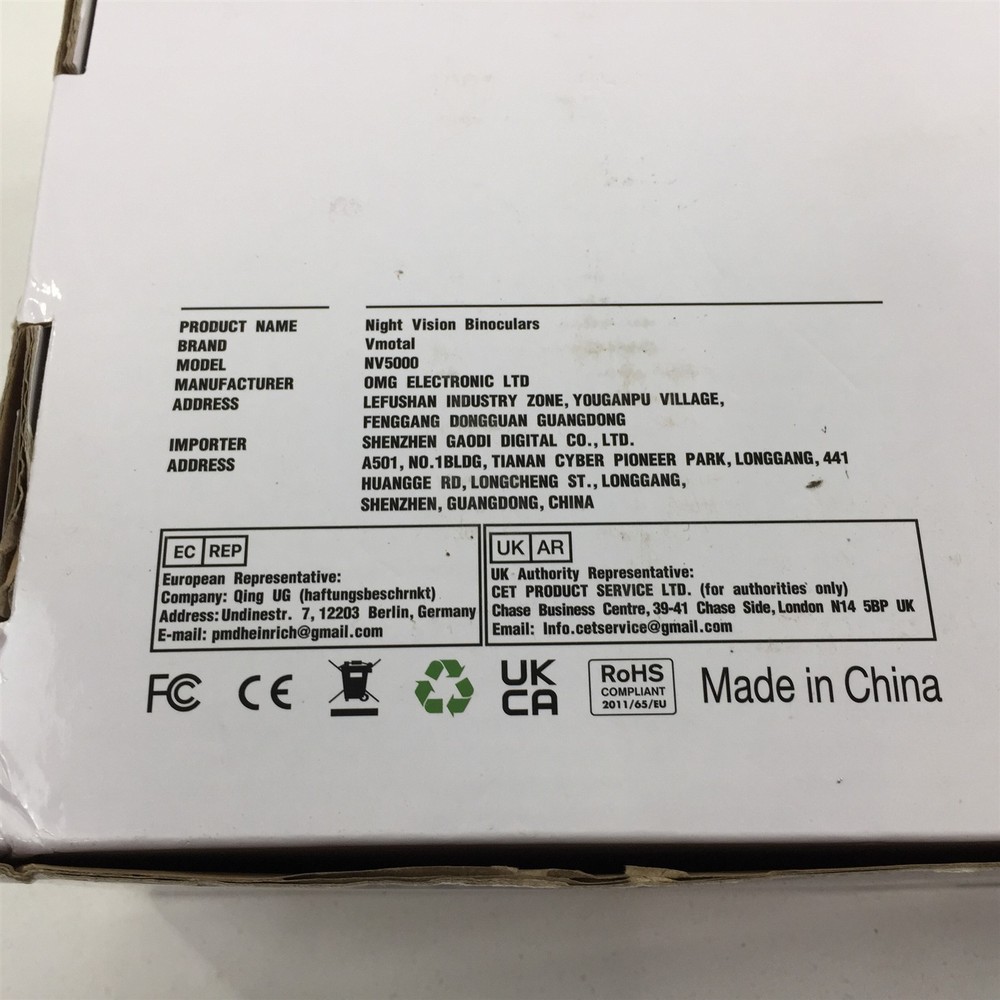 PRODUCT NAME Night Vision Binoculars
BRAND Vmotal
MODEL NV5000
MANUFACTURER OMG ELECTRONIC LTD
ADDRESS LEFUSHAN INDUSTRY ZONE, YOUGANPU VILLAGE,
FENGGANG DONGGUAN GUANGDONG
IMPORTER SHENZHEN GAODI DIGITAL CO., LTD.
ADDRESS A501, NO.1BLDG, TIANAN CYBER PIONEER PARK, LONGGANG, 441
HUANGGE RD, LONGCHENG ST., LONGGANG,
SHENZHEN, GUANGDONG, CHINA
EC REP
European Representative:
Company: Qing UG (haftungsbeschrnkt)
Address: Undinestr. 7, 12203 Berlin, Germany
E-mail: pmdheinrich@gmail.com
UK AR
UK Authority Representative:
CET PRODUCT SERVICE LTD. (for authorities only)
Chase Business Centre, 39-41 Chase Side, London N14 5BP UK
Email: Info.cetservice@gmail.com
FC CE
UK
CA
RoHS
COMPLIANT
2011/65/EU
Made in China